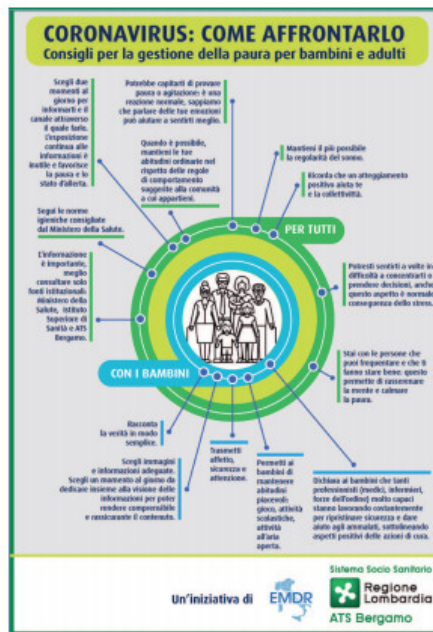 CORONAVIRUS: COME AFFRONTARLO
Consigli per la gestione della paura per bambini e adulti
Scegli due
momenti al
giorno per
informarti e il
canale attraverso
il quale farlo.
L'esposizione
continua alle
informazioni è
inutile e favorisce
la paura e lo
stato d'allerta.
Potrebbe capitarti di provare
paura o agitazione: è una
reazione normale, sappiamo
che parlare delle tue emozioni
può aiutare a sentirti meglio.
Quando è possibile,
mantieni le tue
abitudini ordinarie nel
rispetto delle regole
di comportamento
suggerite alla comunità
a cui appartieni.
Mantieni il più possibile
la regolarità del sonno.
Ricorda che un atteggiamento
positivo aiuta te
e la collettività.
Segui le norme
igieniche consigliate
dal Ministero della Salute.
PER TUTTI
L'informazione è
importante,
meglio
consultare solo
fonti istituzionali:
Ministero della
Salute, Istituto
Superiore di
Sanità e ATS
Bergamo.
Potresti sentirti a volte in
difficoltà a concentrarti o
prendere decisioni, anche
questo aspetto è normale
conseguenza dello stress.
Stai con le persone che
puoi frequentare e che ti
fanno stare bene: questo
permette di rasserenare
la mente e calmare
la paura.
CON I BAMBINI
Racconta
la verità in modo
semplice.
Scegli immagini
e informazioni adeguate.
Scegli un momento al giorno da
dedicare insieme alla visione delle
informazioni per poter
rendere comprensibile
e rassicurante il contenuto.
Trasmetti
affetto,
sicurezza e
attenzione.
Permetti ai
bambini di
mantenere
abitudini
piacevoli:
gioco, attività
scolastiche,
attività
all'aria
aperta.
Dichiara ai bambini che tanti
professionisti (medici, infermieri,
forze dell'ordine) molto capaci
stanno lavorando costantemente
per ripristinare sicurezza e dare
aiuto agli ammalati, sottolineando
aspetti positivi delle azioni di cura.
Un'iniziativa di
EMDR
Sistema Socio Sanitario
Regione
Lombardia
ATS Bergamo